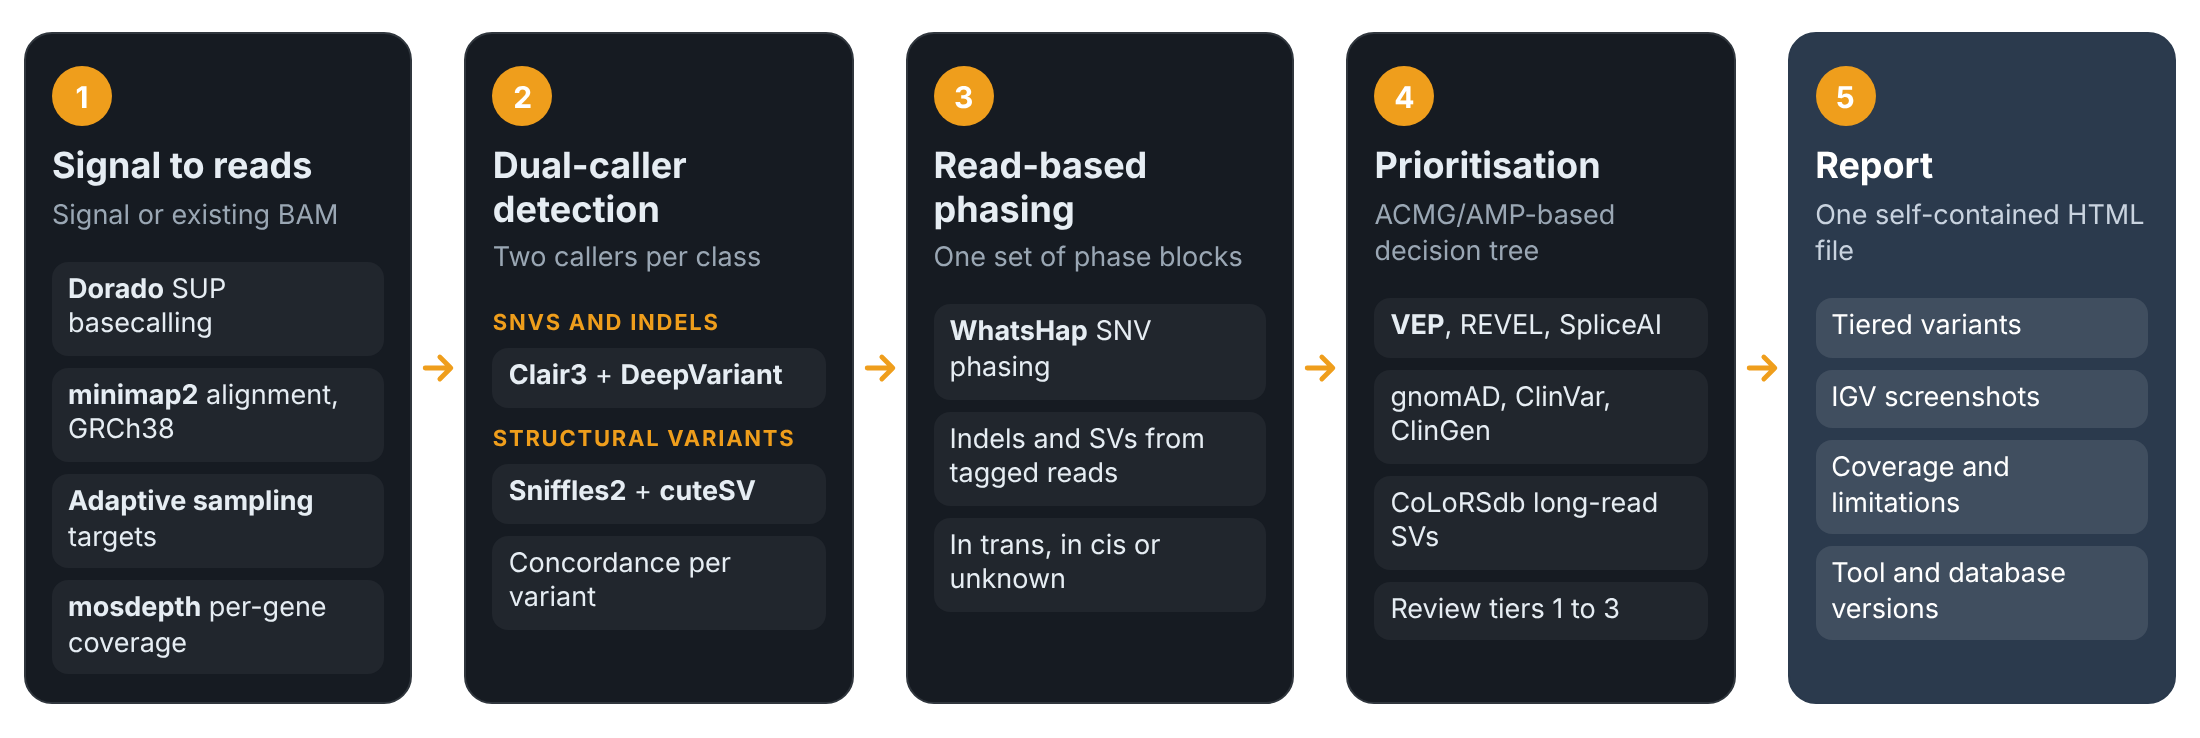 1
Signal to reads
Signal or existing BAM
Dorado SUP
basecalling
minimap2 alignment,
GRCh38
Adaptive sampling
targets
mosdepth per-gene
coverage
2
Dual-caller
detection
Two callers per class
SNVS AND INDELS
Clair3 + DeepVariant
STRUCTURAL VARIANTS
Sniffles2 + cuteSV
Concordance per
variant
3
Read-based
phasing
One set of phase blocks
WhatsHap SNV
phasing
Indels and SVs from
tagged reads
In trans, in cis or
unknown
4
Prioritisation
ACMG/AMP-based
decision tree
VEP, REVEL, SpliceAI
gnomAD, ClinVar,
ClinGen
CoLoRSdb long-read
SVs
Review tiers 1 to 3
5
Report
One self-contained HTML
file
Tiered variants
IGV screenshots
Coverage and
limitations
Tool and database
versions